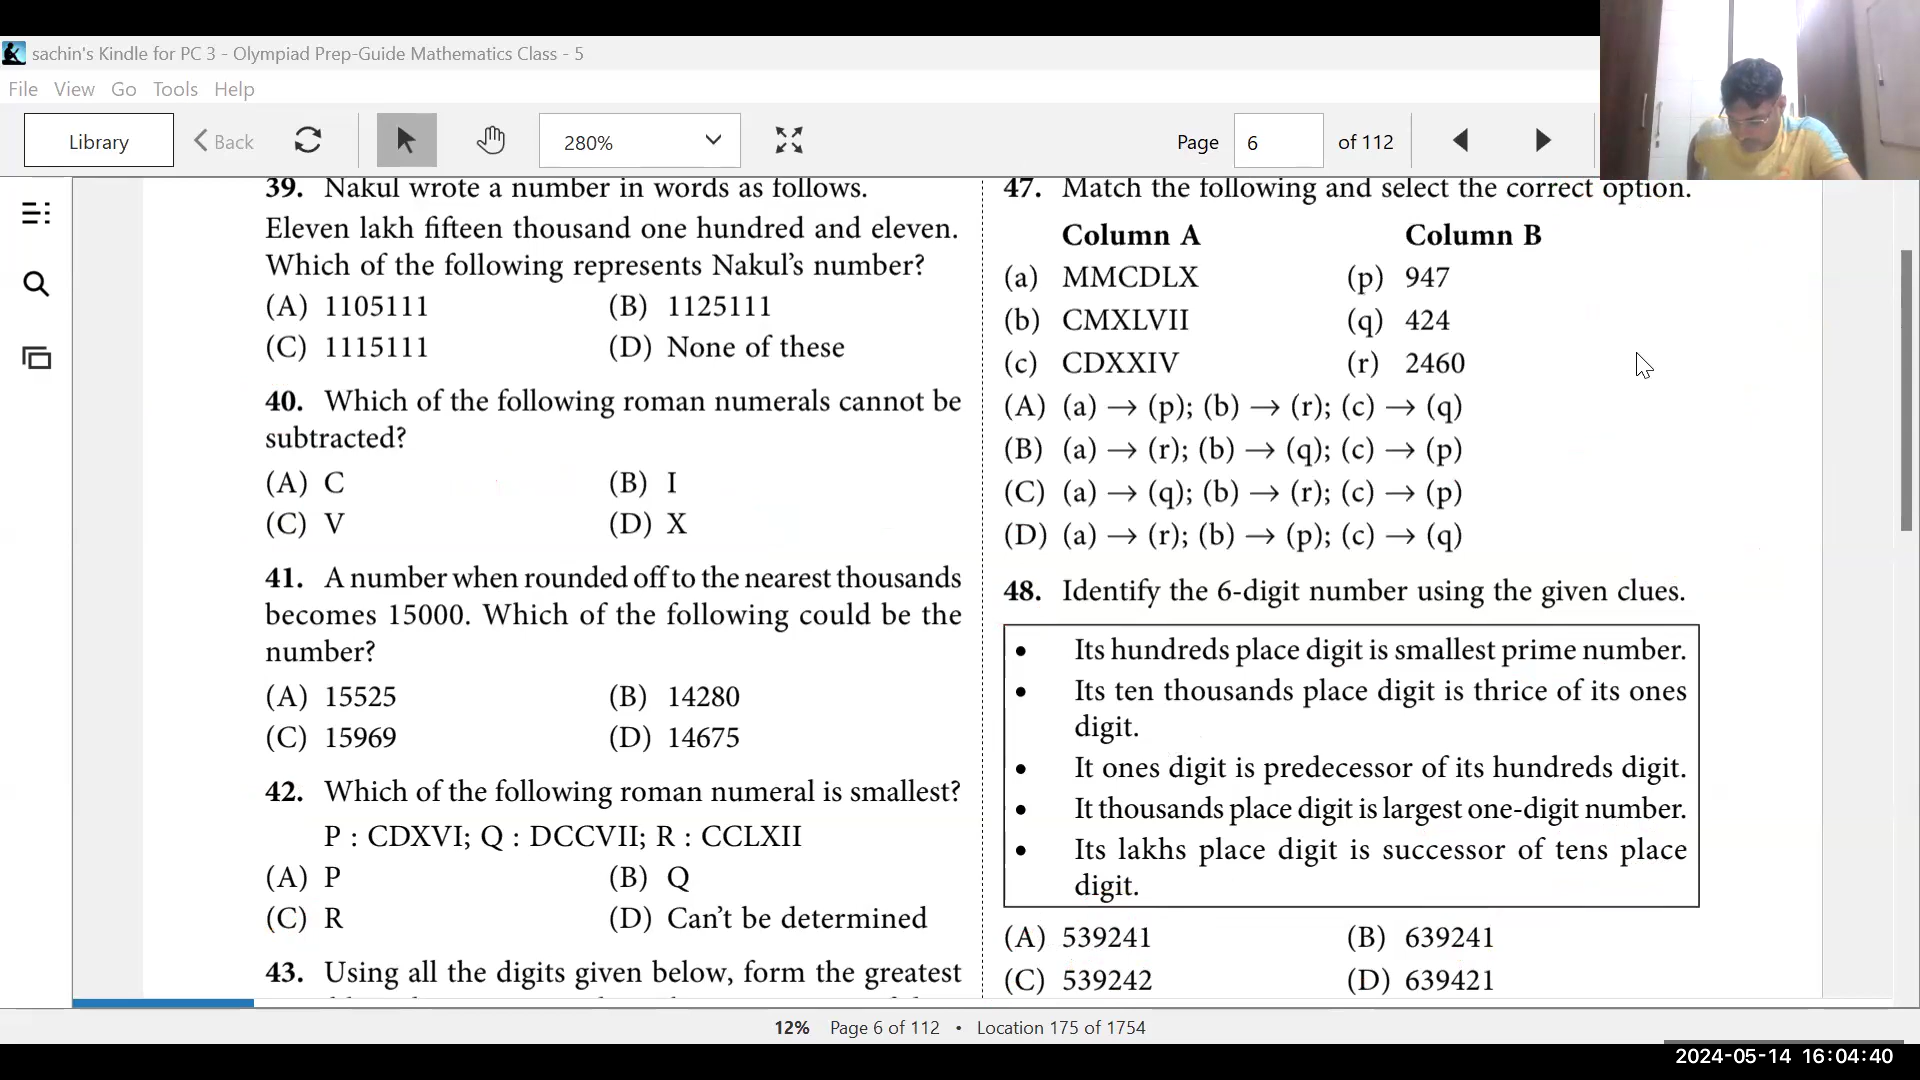 sachin's Kindle for PC 3 - Olympiad Prep-Guide Mathematics Class - 5
File View Go Tools Help
Library Back 280% Page 6 of 112
39. Nakul wrote a number in words as follows.
Eleven lakh fifteen thousand one hundred and eleven.
Which of the following represents Nakul's number?
(A) 1105111 (B) 1125111
(C) 1115111 (D) None of these
40. Which of the following roman numerals cannot be
subtracted?
(A) C (B) I
(C) V (D) X
41. A number when rounded off to the nearest thousands
becomes 15000. Which of the following could be the
number?
(A) 15525 (B) 14280
(C) 15969 (D) 14675
42. Which of the following roman numeral is smallest?
P : CDXVI; Q : DCCVII; R : CCLXII
(A) P (B) Q
(C) R (D) Can't be determined
43. Using all the digits given below, form the greatest
47. Match the following and select the correct option.
Column A Column B
(a) MMCDLX (p) 947
(b) CMXLVII (q) 424
(c) CDXXIV (r) 2460
(A) (a) → (p); (b) → (r); (c) → (q)
(B) (a) → (r); (b) → (q); (c) → (p)
(C) (a) → (q); (b) → (r); (c) → (p)
(D) (a) → (r); (b) → (p); (c) → (q)
48. Identify the 6-digit number using the given clues.
• Its hundreds place digit is smallest prime number.
• Its ten thousands place digit is thrice of its ones
digit.
• It ones digit is predecessor of its hundreds digit.
• It thousands place digit is largest one-digit number.
• Its lakhs place digit is successor of tens place
digit.
(A) 539241 (B) 639241
(C) 539242 (D) 639421
12% Page 6 of 112 • Location 175 of 1754
2024-05-14 16:04:40